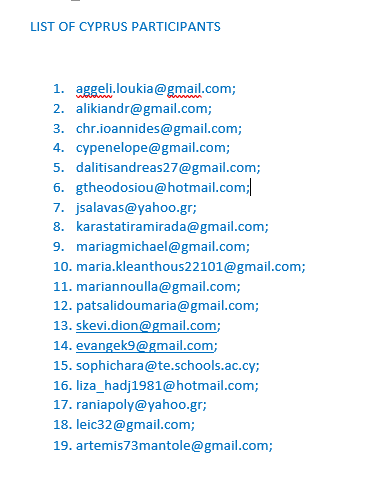 LIST OF CYPRUS PARTICIPANTS
1. aggeli.loukia@gmail.com;
2. alikiandr@gmail.com;
3. chr.ioannides@gmail.com;
4. cypenelope@gmail.com;
5. dalitisandreas27@gmail.com;
6. gtheodosiou@hotmail.com;
7. jsalavas@yahoo.gr;
8. karastatiramirada@gmail.com;
9. mariagmichael@gmail.com;
10. maria.kleanthous22101@gmail.com;
11. mariannoulla@gmail.com;
12. patsalidoumaria@gmail.com;
13. skevi.dion@gmail.com;
14. evangek9@gmail.com;
15. sophichara@te.schools.ac.cy;
16. liza_hadj1981@hotmail.com;
17. raniapoly@yahoo.gr;
18. leic32@gmail.com;
19. artemis73mantole@gmail.com;